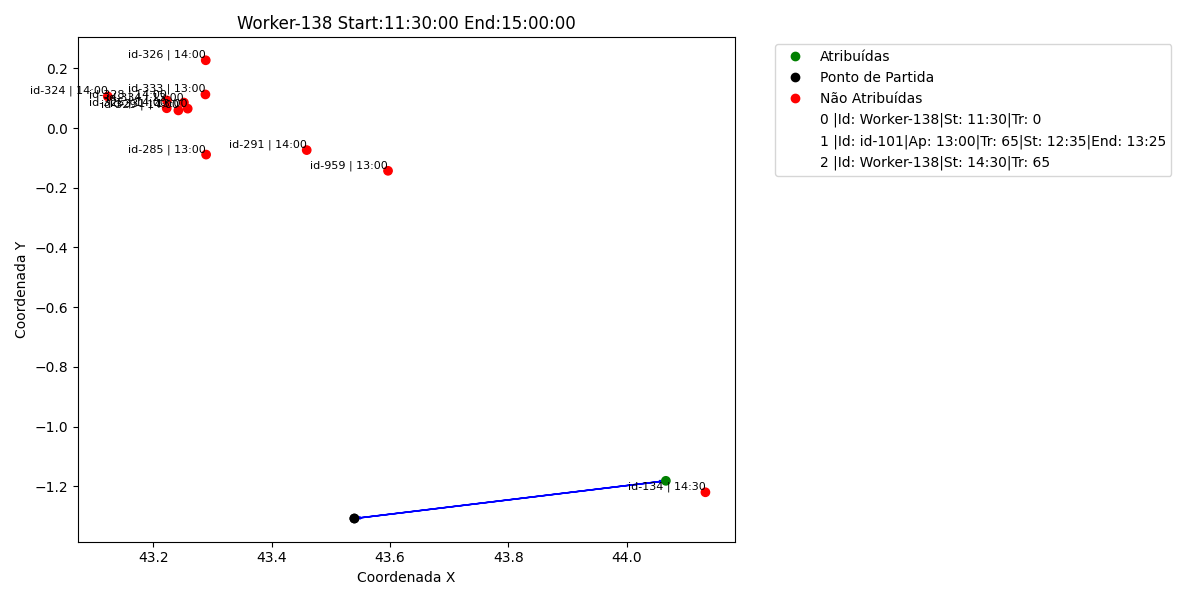 Worker-138 Start:11:30:00 End:15:00:00
Atribuídas
Ponto de Partida
Não Atribuídas
0 |Id: Worker-138|St: 11:30|Tr: 0
1 |Id: id-101|Ap: 13:00|Tr: 65|St: 12:35|End: 13:25
2 |Id: Worker-138|St: 14:30|Tr: 65
id-326 | 14:00
id-324 | 14:00
id-333 | 13:00
id-285 | 13:00
id-291 | 14:00
id-959 | 13:00
id-134 | 14:30
0.2
0.0
−0.2
−0.4
−0.6
−0.8
−1.0
−1.2
Coordenada Y
43.2
43.4
43.6
43.8
44.0
Coordenada X